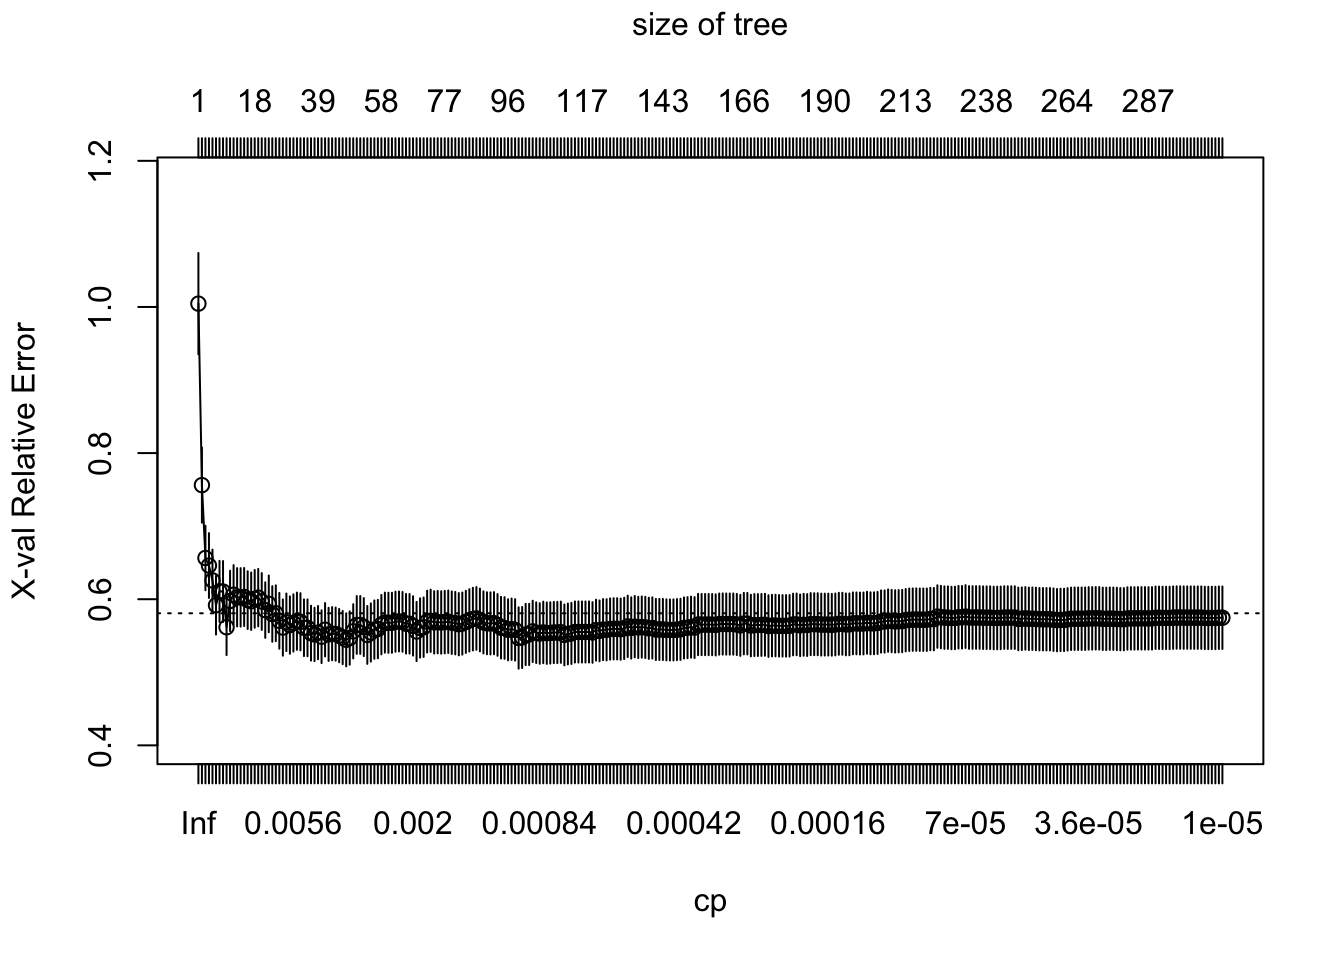 size of tree
1 18 39 58 77 96 117 143 166 190 213 238 264 287
1.2
1.0
0.8
0.6
0.4
X-val Relative Error
Inf 0.0056 0.002 0.00084 0.00042 0.00016 7e-05 3.6e-05 1e-05
cp